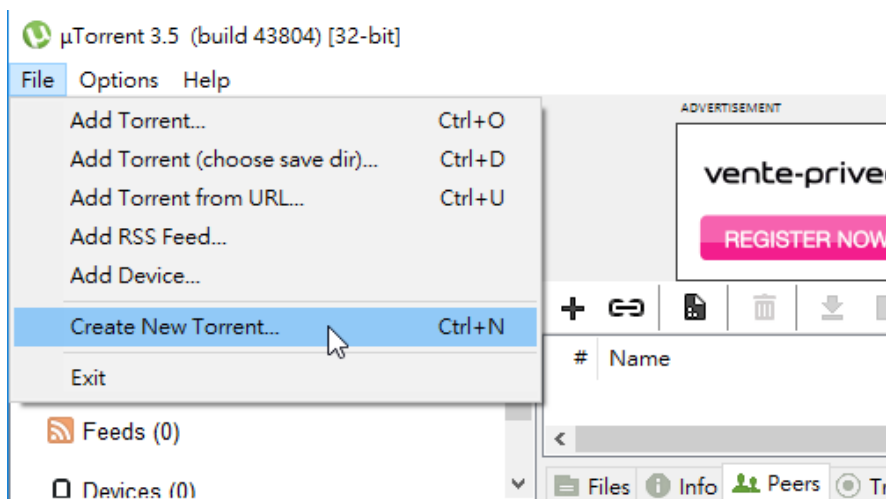 µTorrent 3.5 (build 43804) [32-bit]
File Options Help
Add Torrent... Ctrl+O
Add Torrent (choose save dir)... Ctrl+D
Add Torrent from URL... Ctrl+U
Add RSS Feed...
Add Device...
Create New Torrent... Ctrl+N
Exit
Feeds (0)
Devices (0)
ADVERTISEMENT
vente-prive
REGISTER NOW
# Name
Files Info Peers Tr